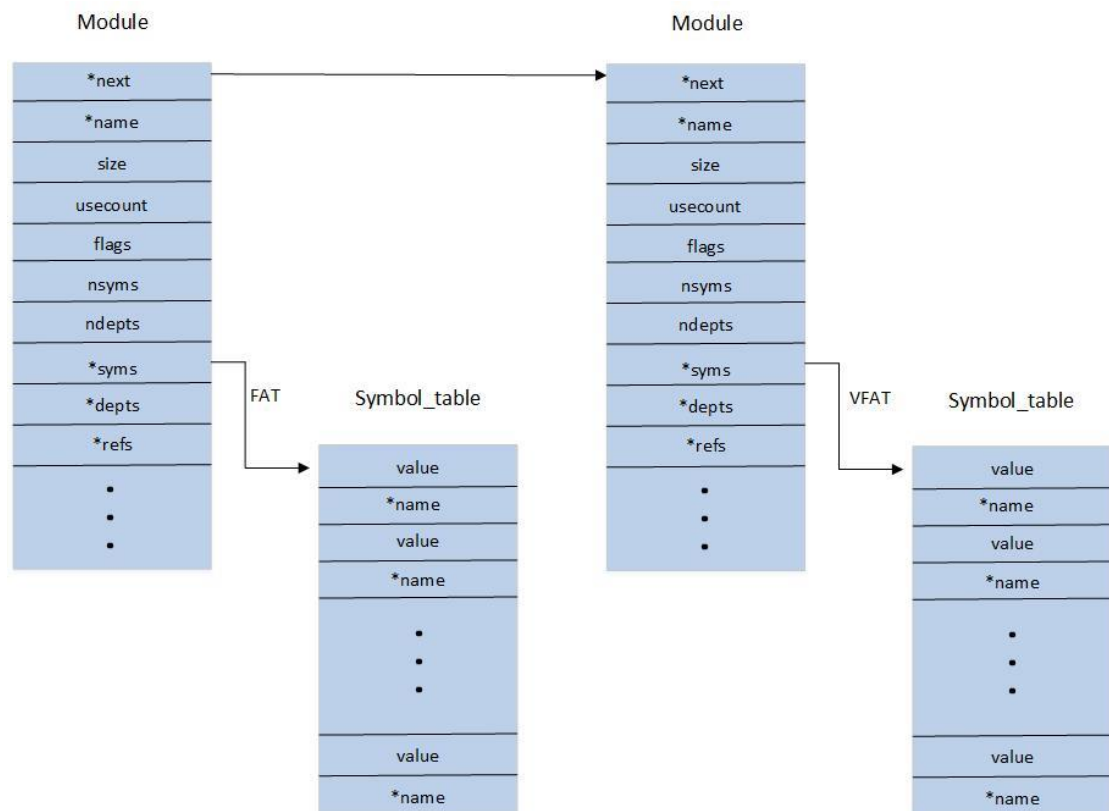 Module
*next
*name
size
usecount
flags
nsyms
ndepts
*syms
*depts
*refs
FAT
Symbol_table
value
*name
value
*name
value
*name
Module
*next
*name
size
usecount
flags
nsyms
ndepts
*syms
*depts
*refs
VFAT
Symbol_table
value
*name
value
*name
value
*name